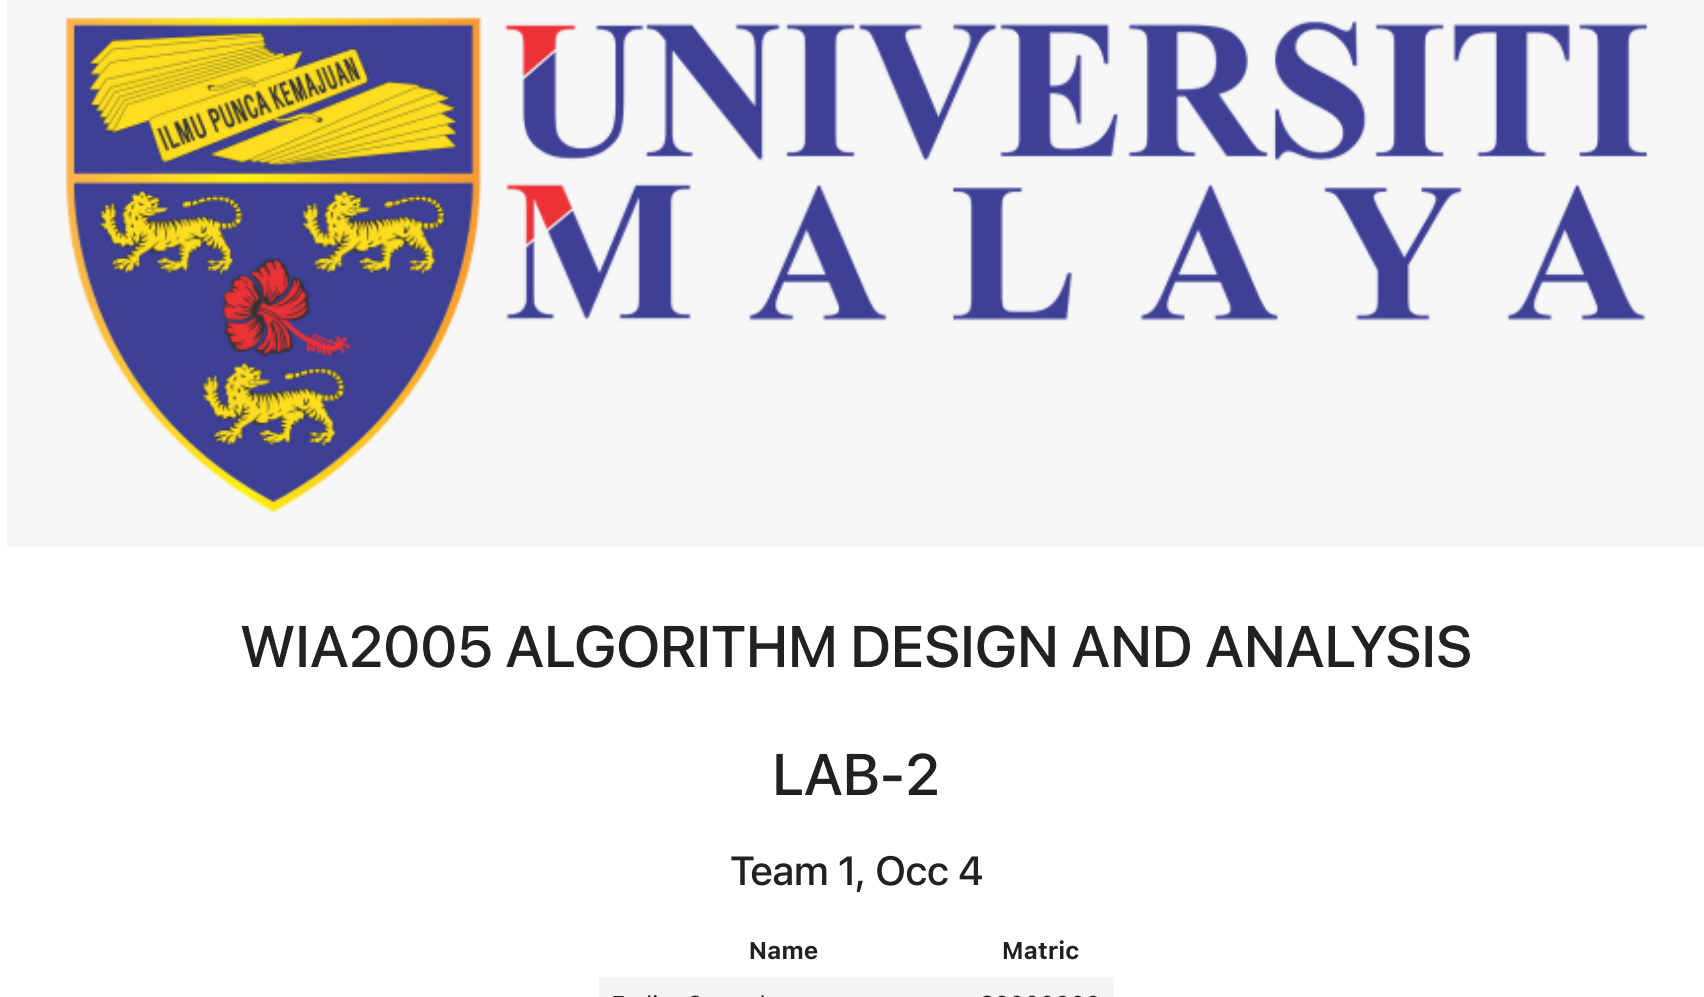 ILMU PUNCA KEMAJUAN
UNIVERSITI
MALAYA
WIA2005 ALGORITHM DESIGN AND ANALYSIS
LAB-2
Team 1, Occ 4
Name Matric